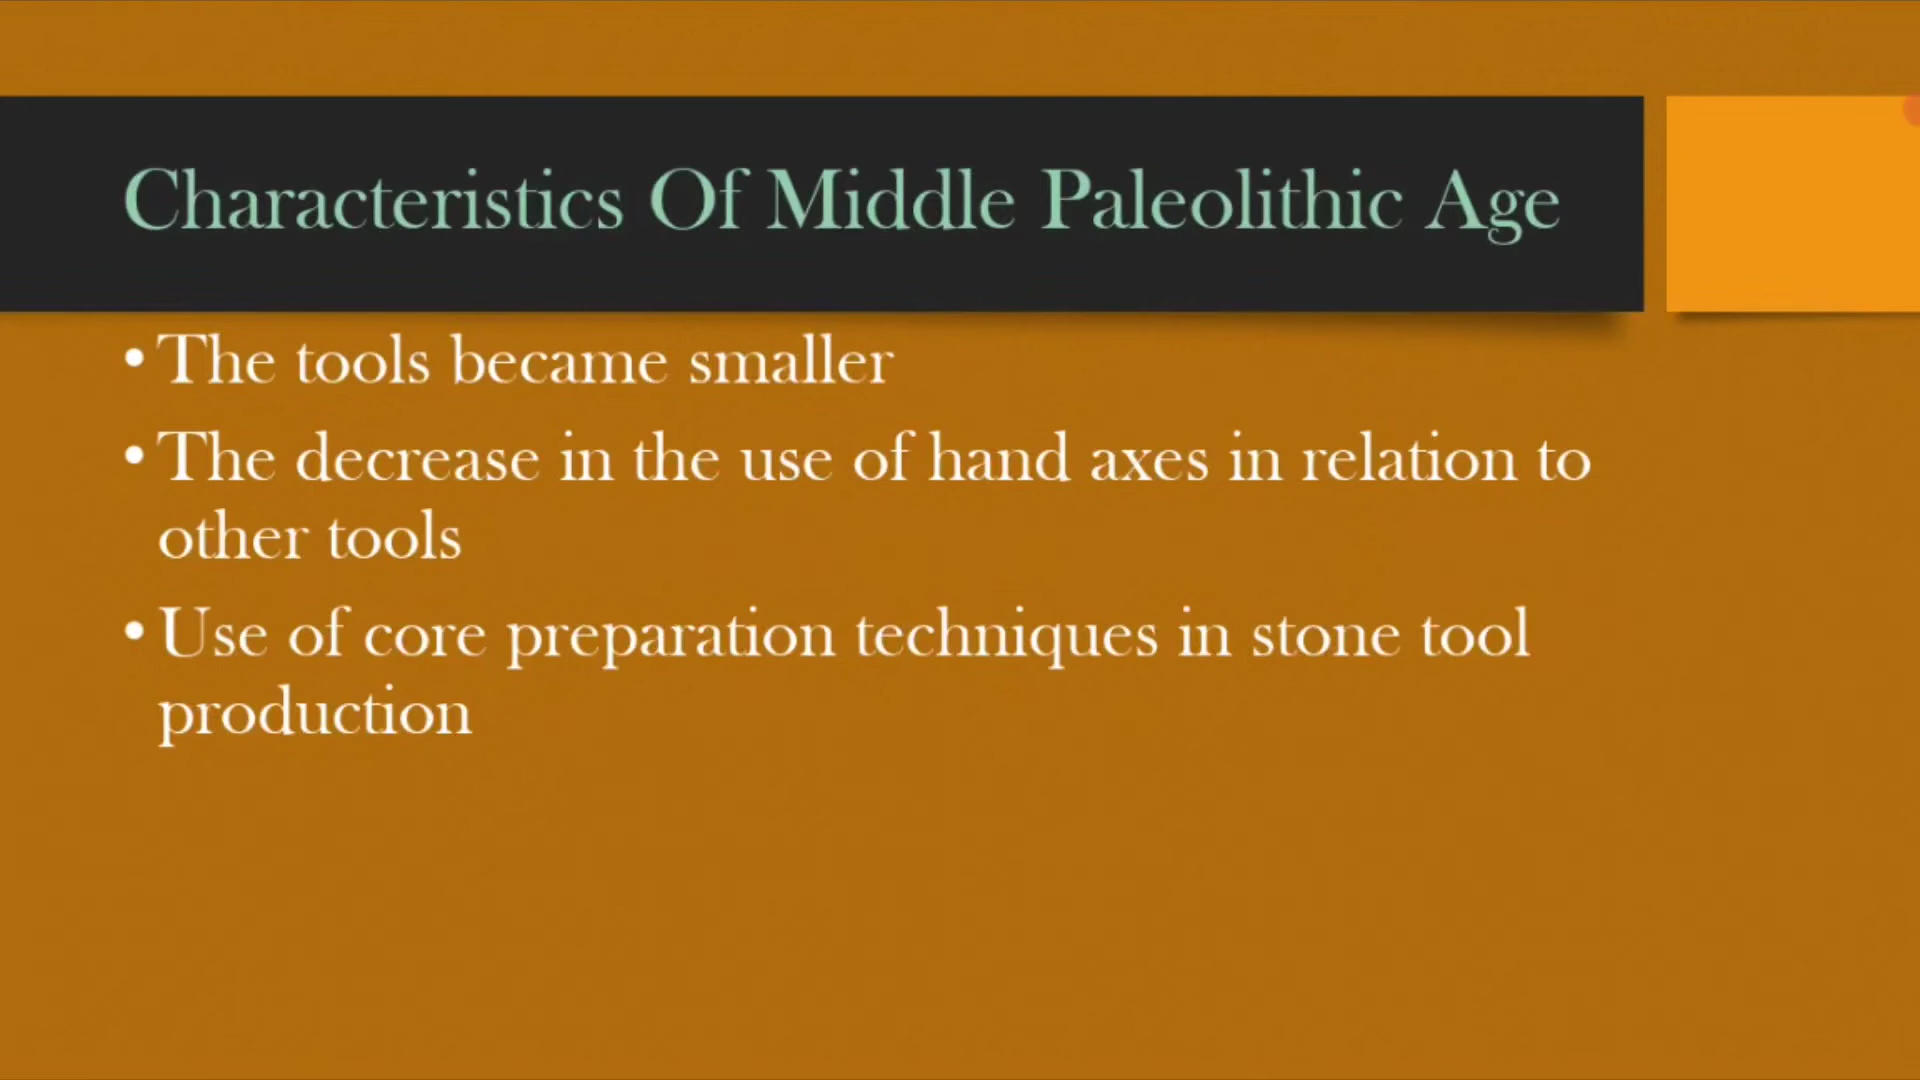 Characteristics Of Middle Paleolithic Age
• The tools became smaller
• The decrease in the use of hand axes in relation to
other tools
• Use of core preparation techniques in stone tool
production